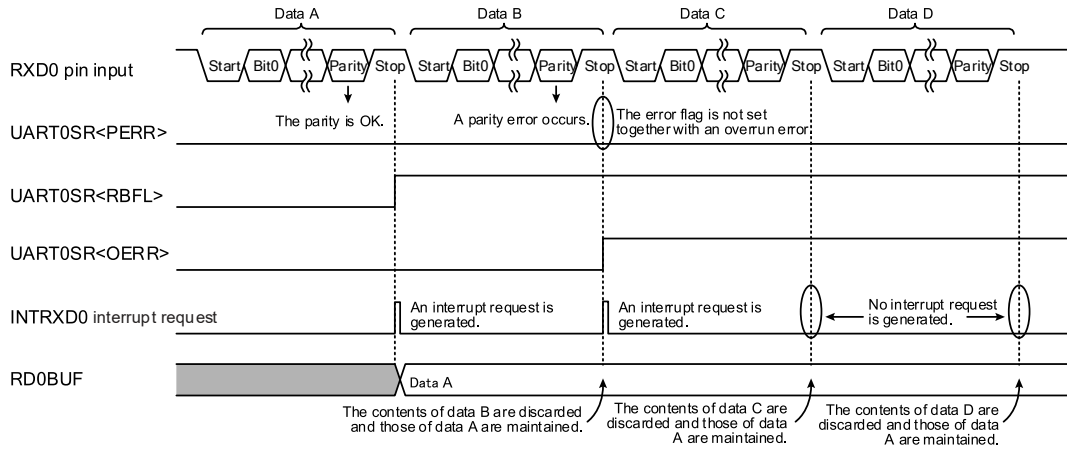 Data A
Data B
Data C
Data D
RXD0 pin input
Start Bit0 Parity Stop Start Bit0 Parity Stop Start Bit0 Parity Stop Start Bit0 Parity Stop
The parity is OK.
A parity error occurs.
The error flag is not set
together with an overrun error
UART0SR<PERR>
UART0SR<RBFL>
UART0SR<OERR>
INTRXD0 interrupt request
An interrupt request is
generated.
An interrupt request is
generated.
No interrupt request
is generated.
RD0BUF
Data A
The contents of data B are discarded
and those of data A are maintained.
The contents of data C are
discarded and those of data
A are maintained.
The contents of data D are
discarded and those of data
A are maintained.